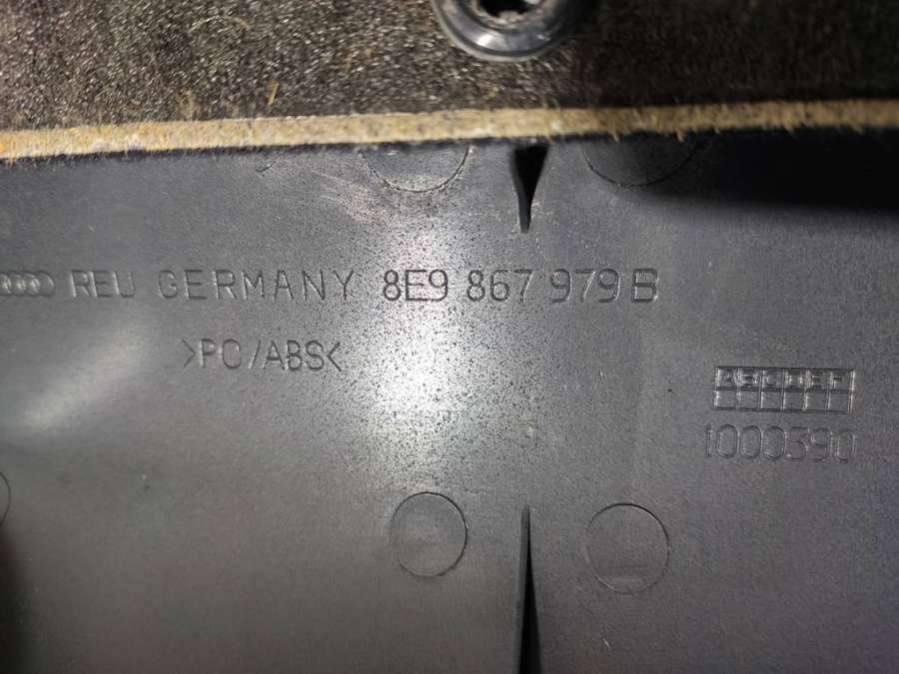 REU GERMANY 8E9 867 979 B
>PC/ABS<
1000390